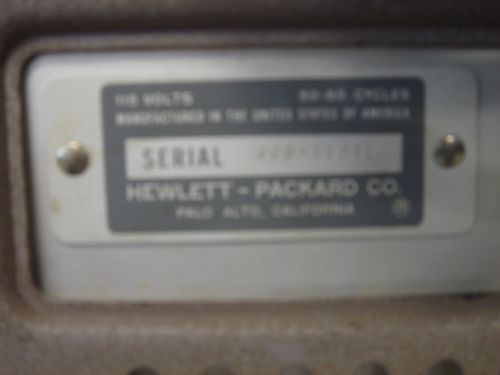 115 VOLTS 50-60 CYCLES
MANUFACTURED IN THE UNITED STATES OF AMERICA
SERIAL
HEWLETT-PACKARD CO.
PALO ALTO, CALIFORNIA